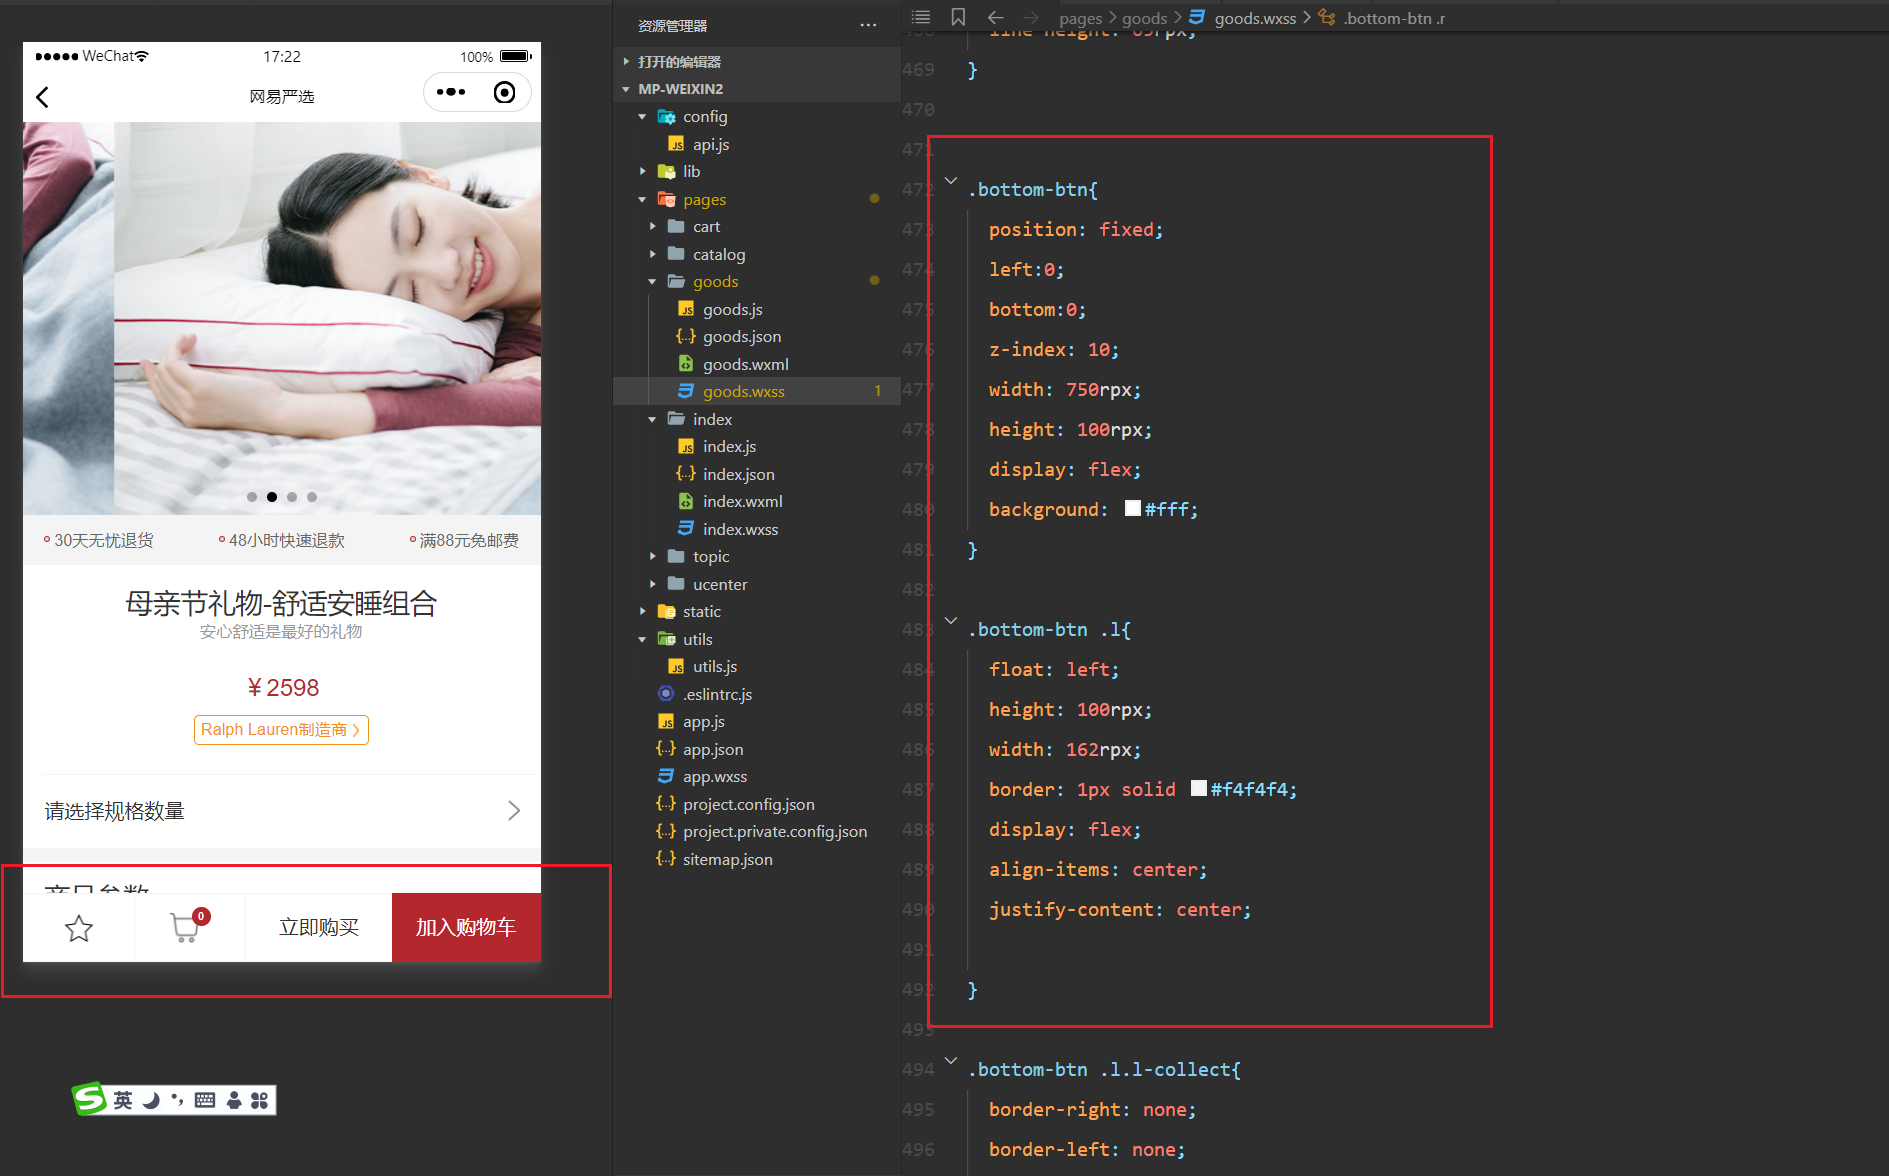 WeChat
17:22
100%
网易严选
30天无忧退货
48小时快速退款
满88元免邮费
母亲节礼物-舒适安睡组合
安心舒适是最好的礼物
¥2598
Ralph Lauren制造商
请选择规格数量
商品参数
0
立即购买
加入购物车
英
资源管理器
打开的编辑器
MP-WEIXIN2
config
api.js
lib
pages
cart
catalog
goods
goods.js
goods.json
goods.wxml
goods.wxss 1
index
index.js
index.json
index.wxml
index.wxss
topic
ucenter
static
utils
utils.js
.eslintrc.js
app.js
app.json
app.wxss
project.config.json
project.private.config.json
sitemap.json
pages > goods > goods.wxss > .bottom-btn .r
468 line-height: 65rpx;
469 }
470
471
472 .bottom-btn{
473 position: fixed;
474 left:0;
475 bottom:0;
476 z-index: 10;
477 width: 750rpx;
478 height: 100rpx;
479 display: flex;
480 background: #fff;
481 }
482
483 .bottom-btn .l{
484 float: left;
485 height: 100rpx;
486 width: 162rpx;
487 border: 1px solid #f4f4f4;
488 display: flex;
489 align-items: center;
490 justify-content: center;
491
492 }
493
494 .bottom-btn .l.l-collect{
495 border-right: none;
496 border-left: none;